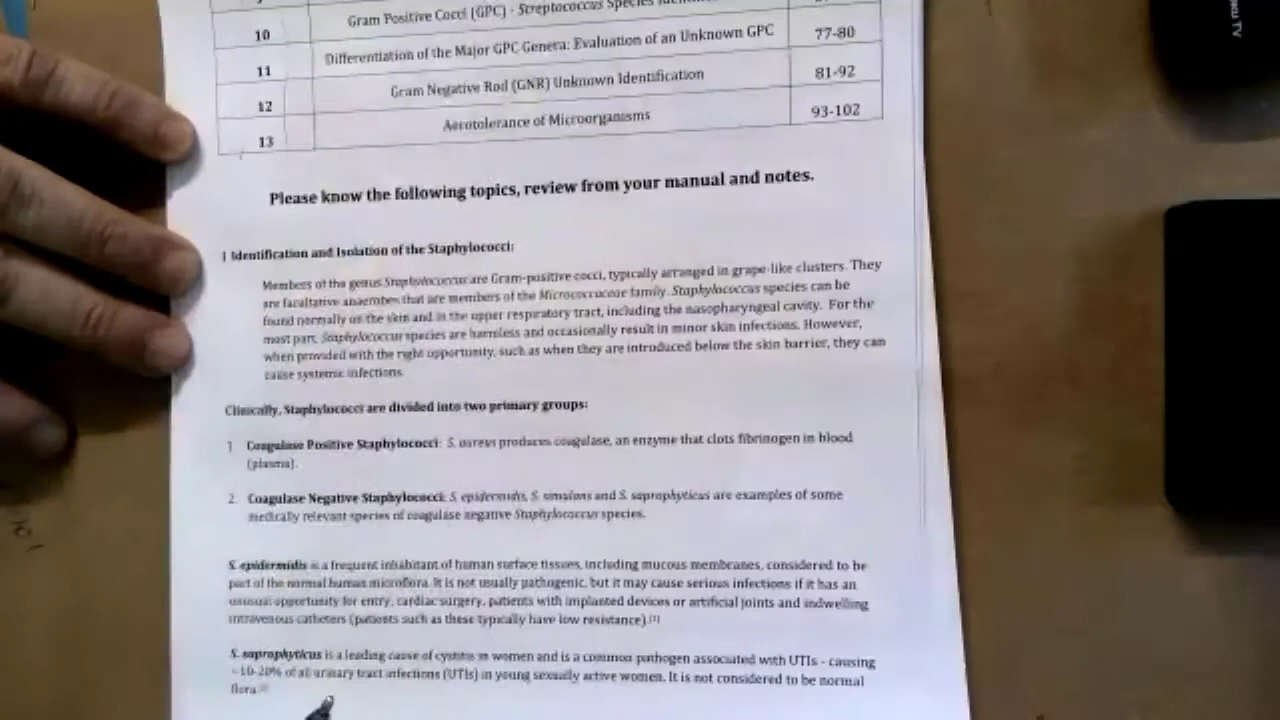 10 Gram Positive Cocci (GPC) - Streptococcus Species
11 Differentiation of the Major GPC Genera: Evaluation of an Unknown GPC 77-80
12 Gram Negative Rod (GNR) Unknown Identification 81-92
13 Aerotolerance of Microorganisms 93-102
Please know the following topics, review from your manual and notes.
I Identification and Isolation of the Staphylococci:
Members of the genus Staphylococcus are Gram-positive cocci, typically arranged in grape-like clusters. They
are facultative anaerobes that are members of the Micrococcaceae family. Staphylococcus species can be
found normally on the skin and in the upper respiratory tract, including the nasopharyngeal cavity. For the
most part, Staphylococcus species are harmless and occasionally result in minor skin infections. However,
when provided with the right opportunity, such as when they are introduced below the skin barrier, they can
cause systemic infections.
Clinically, Staphylococci are divided into two primary groups:
1 Coagulase Positive Staphylococci: S. aureus produces coagulase, an enzyme that clots fibrinogen in blood
(plasma).
2. Coagulase Negative Staphylococci: S. epidermidis, S. simulans and S. saprophyticus are examples of some
medically relevant species of coagulase negative Staphylococcus species.
S. epidermidis is a frequent inhabitant of human surface tissues, including mucous membranes, considered to be
part of the normal human microflora. It is not usually pathogenic, but it may cause serious infections if it has an
unusual opportunity for entry, cardiac surgery, patients with implanted devices or artificial joints and indwelling
intravenous catheters (patients such as these typically have low resistance).[1]
S. saprophyticus is a leading cause of cystitis in women and is a common pathogen associated with UTIs - causing
~10-20% of all urinary tract infections (UTIs) in young sexually active women. It is not considered to be normal
flora
TV